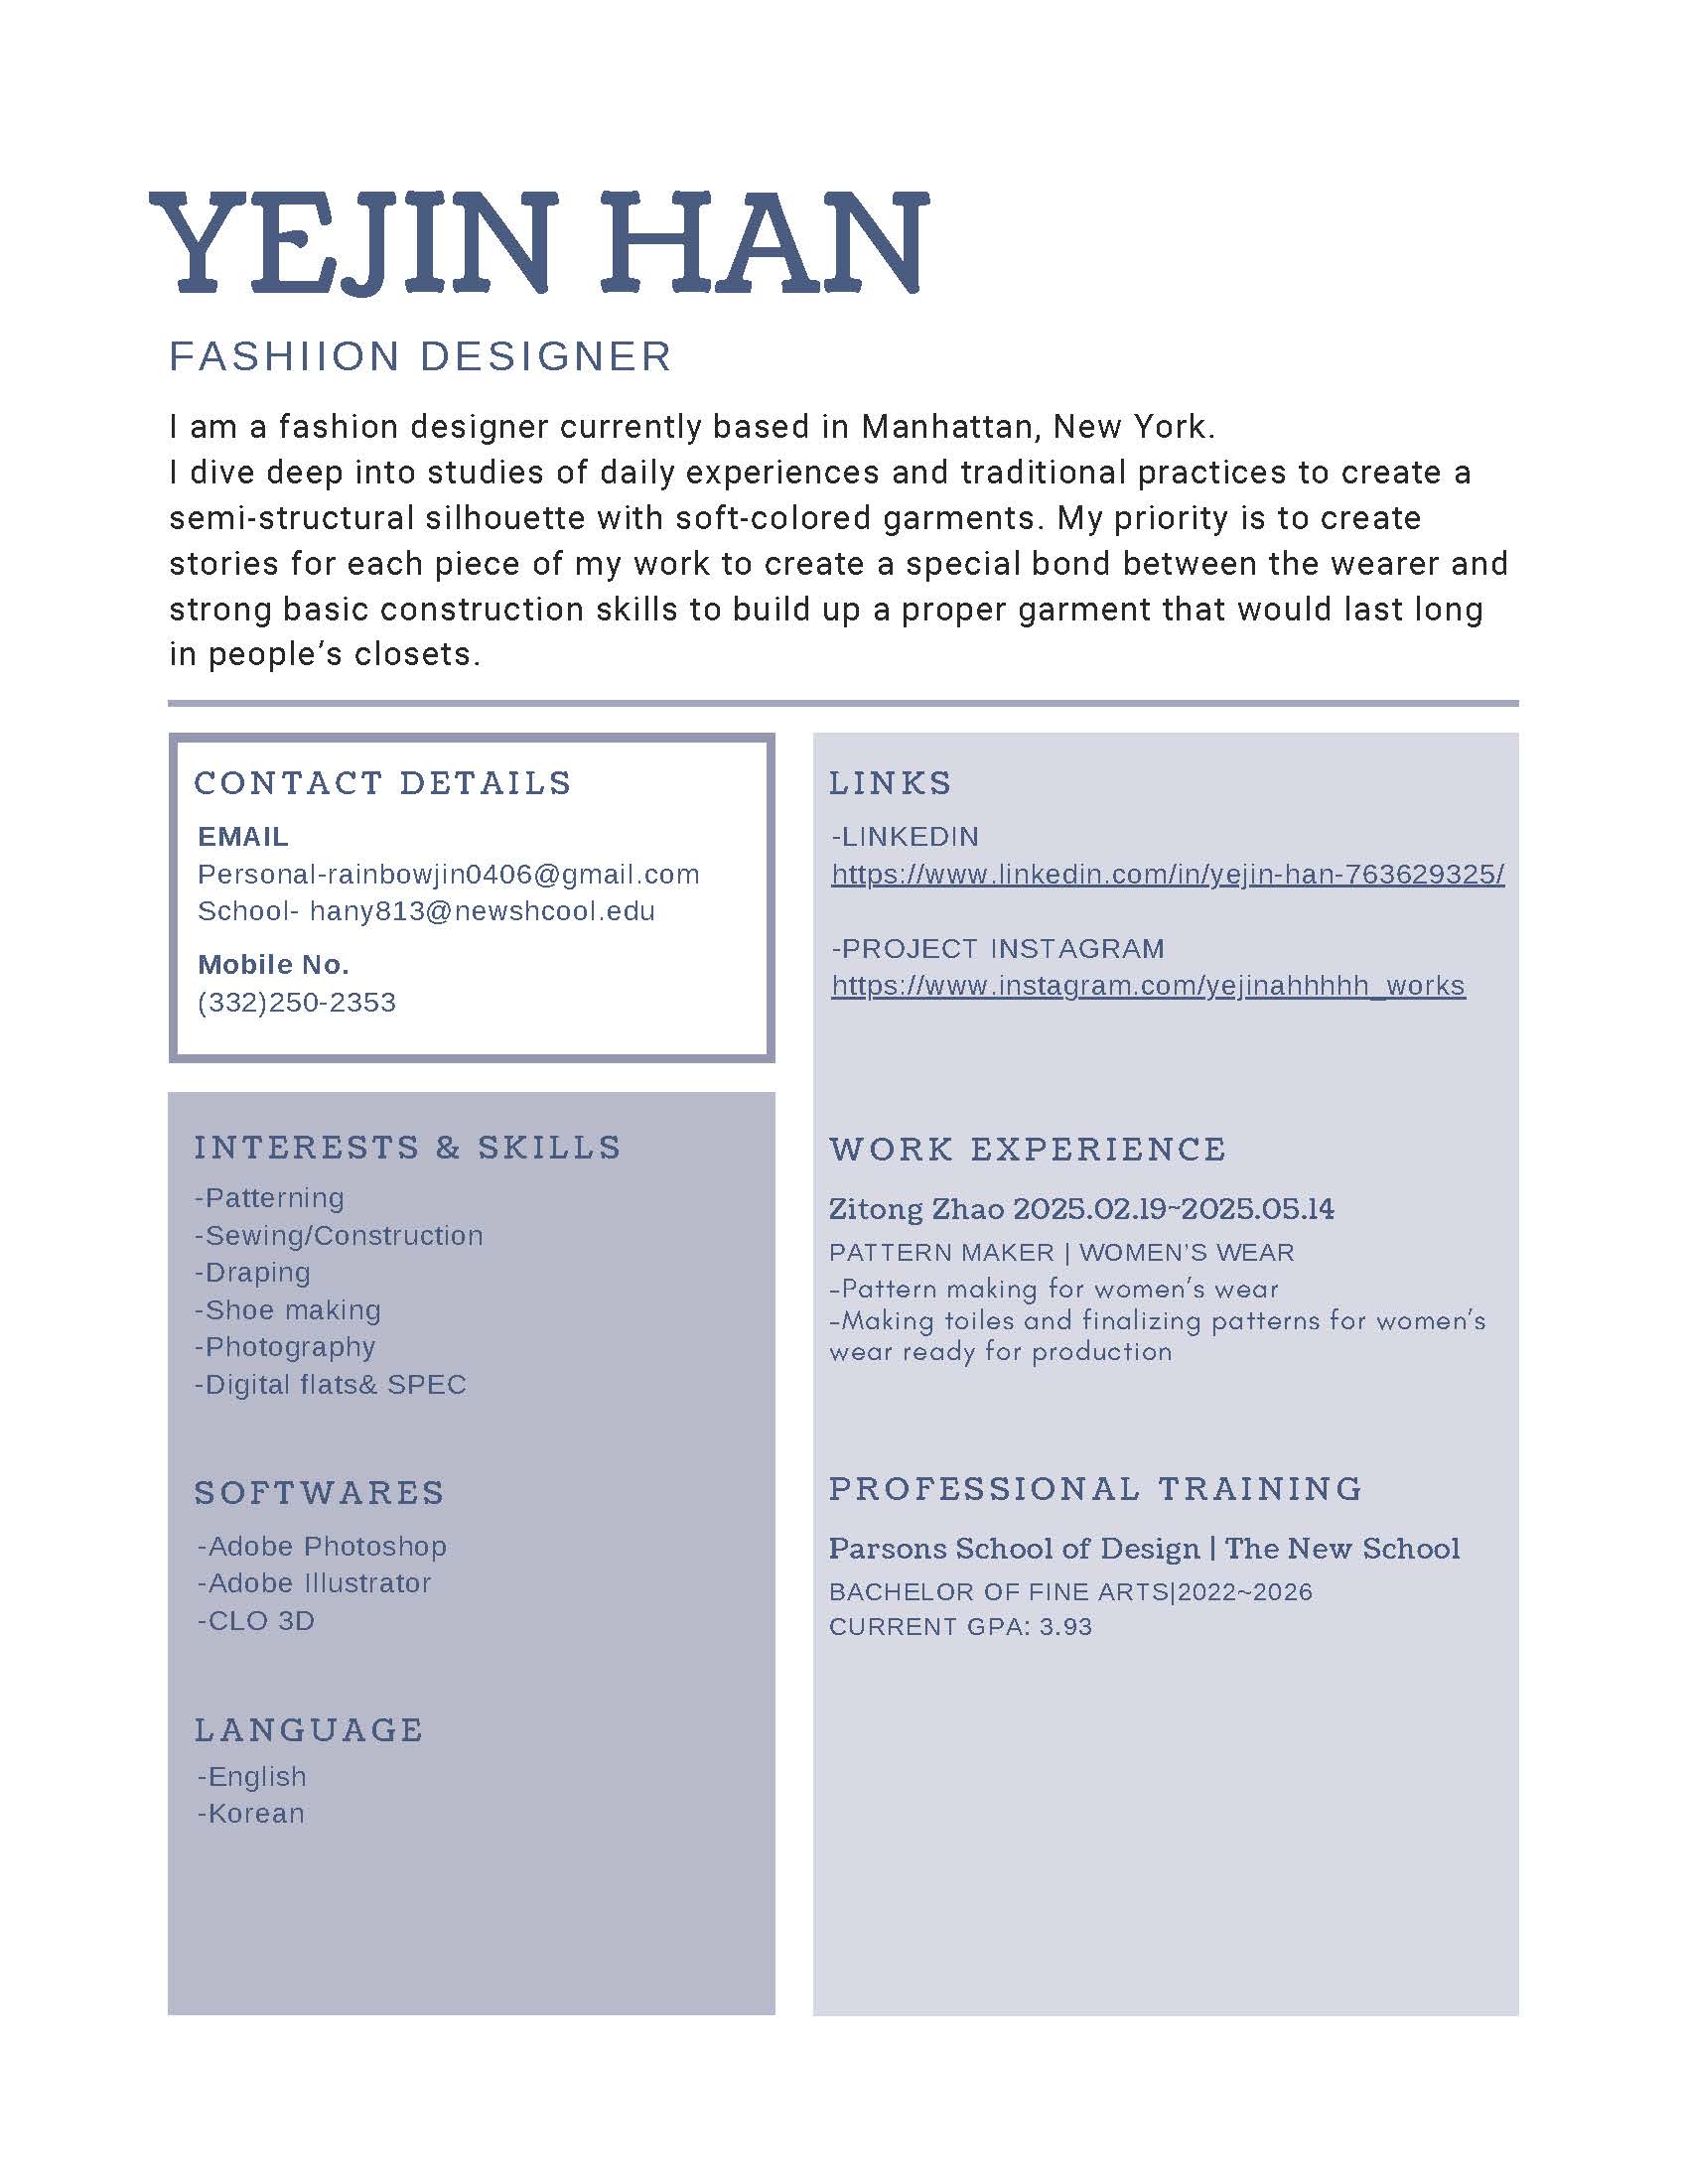 YEJIN HAN
FASHIION DESIGNER
I am a fashion designer currently based in Manhattan, New York.
I dive deep into studies of daily experiences and traditional practices to create a
semi-structural silhouette with soft-colored garments. My priority is to create
stories for each piece of my work to create a special bond between the wearer and
strong basic construction skills to build up a proper garment that would last long
in people’s closets.
CONTACT DETAILS
EMAIL
Personal-rainbowjin0406@gmail.com
School- hany813@newshcool.edu
Mobile No.
(332)250-2353
INTERESTS & SKILLS
-Patterning
-Sewing/Construction
-Draping
-Shoe making
-Photography
-Digital flats& SPEC
SOFTWARES
-Adobe Photoshop
-Adobe Illustrator
-CLO 3D
LANGUAGE
-English
-Korean
LINKS
-LINKEDIN
https://www.linkedin.com/in/yejin-han-763629325/
-PROJECT INSTAGRAM
https://www.instagram.com/yejinahhhhh_works
WORK EXPERIENCE
Zitong Zhao 2025.02.19~2025.05.14
PATTERN MAKER | WOMEN’S WEAR
-Pattern making for women’s wear
-Making toiles and finalizing patterns for women’s
wear ready for production
PROFESSIONAL TRAINING
Parsons School of Design | The New School
BACHELOR OF FINE ARTS|2022~2026
CURRENT GPA: 3.93